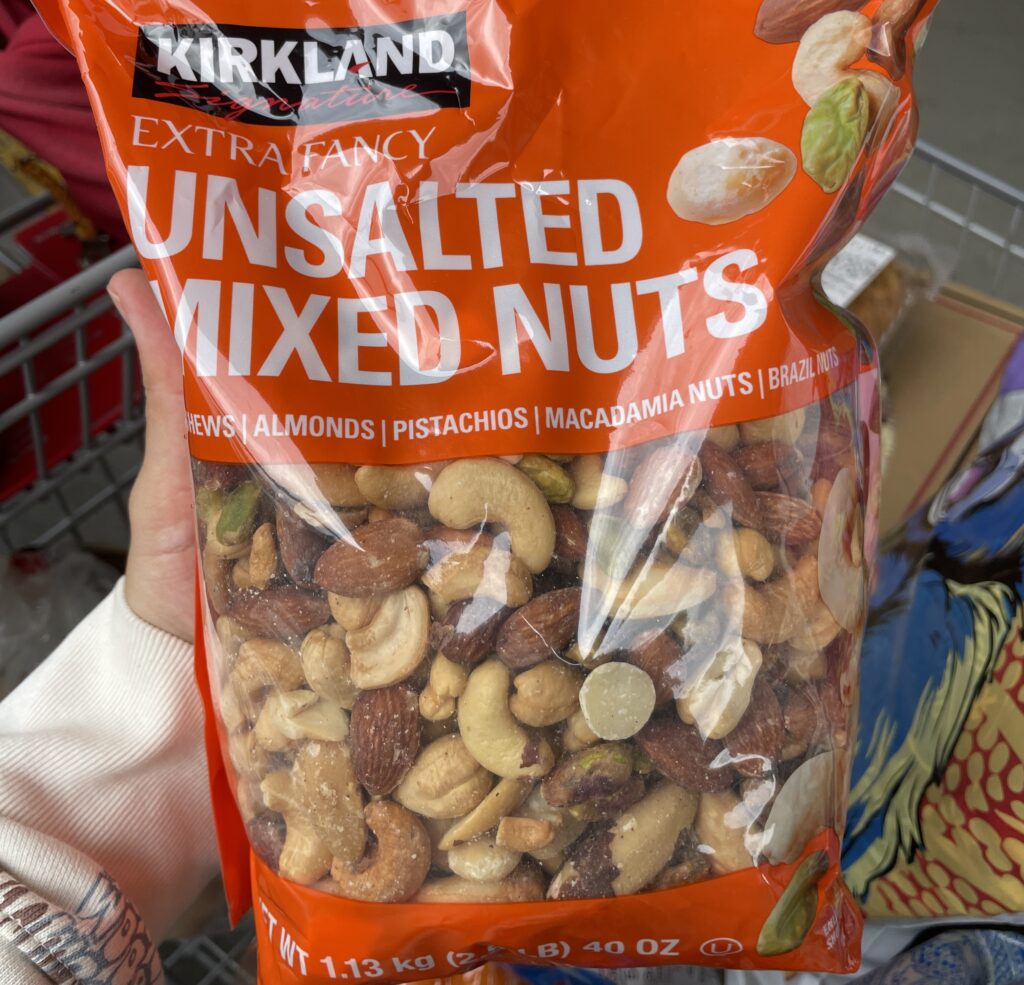 KIRKLAND
Signature
EXTRA FANCY
UNSALTED
MIXED NUTS
HEWS | ALMONDS | PISTACHIOS | MACADAMIA NUTS | BRAZIL NUTS
WT 1.13 kg LB) 40 OZ U